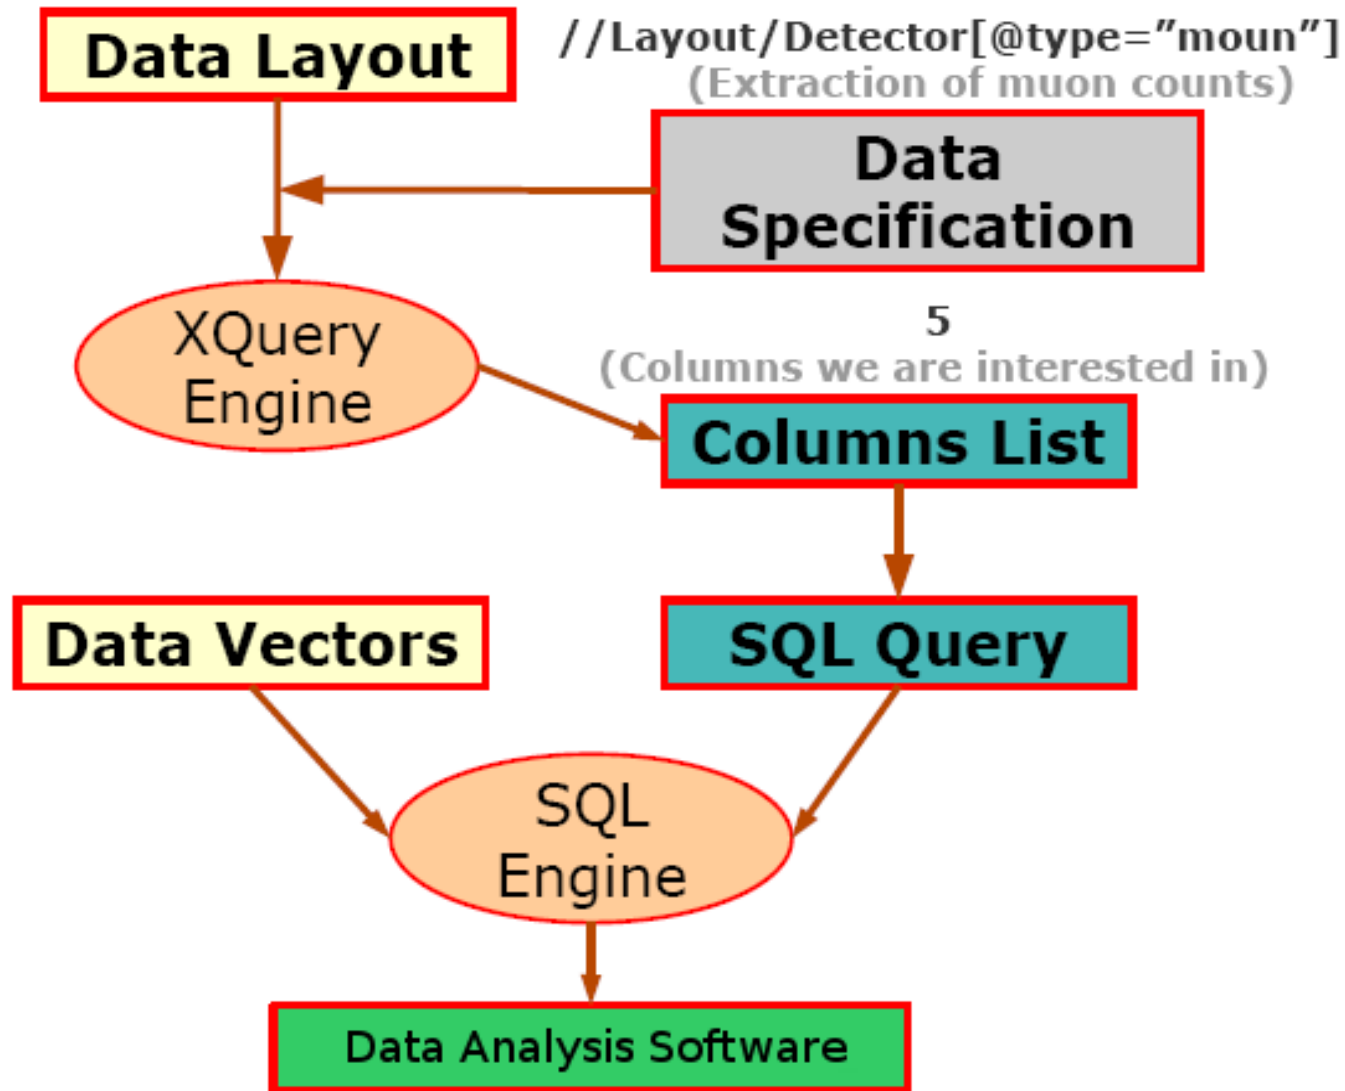 Data Layout
//Layout/Detector[@type=”moun”]
(Extraction of muon counts)
Data
Specification
XQuery
Engine
5
(Columns we are interested in)
Columns List
Data Vectors
SQL Query
SQL
Engine
Data Analysis Software